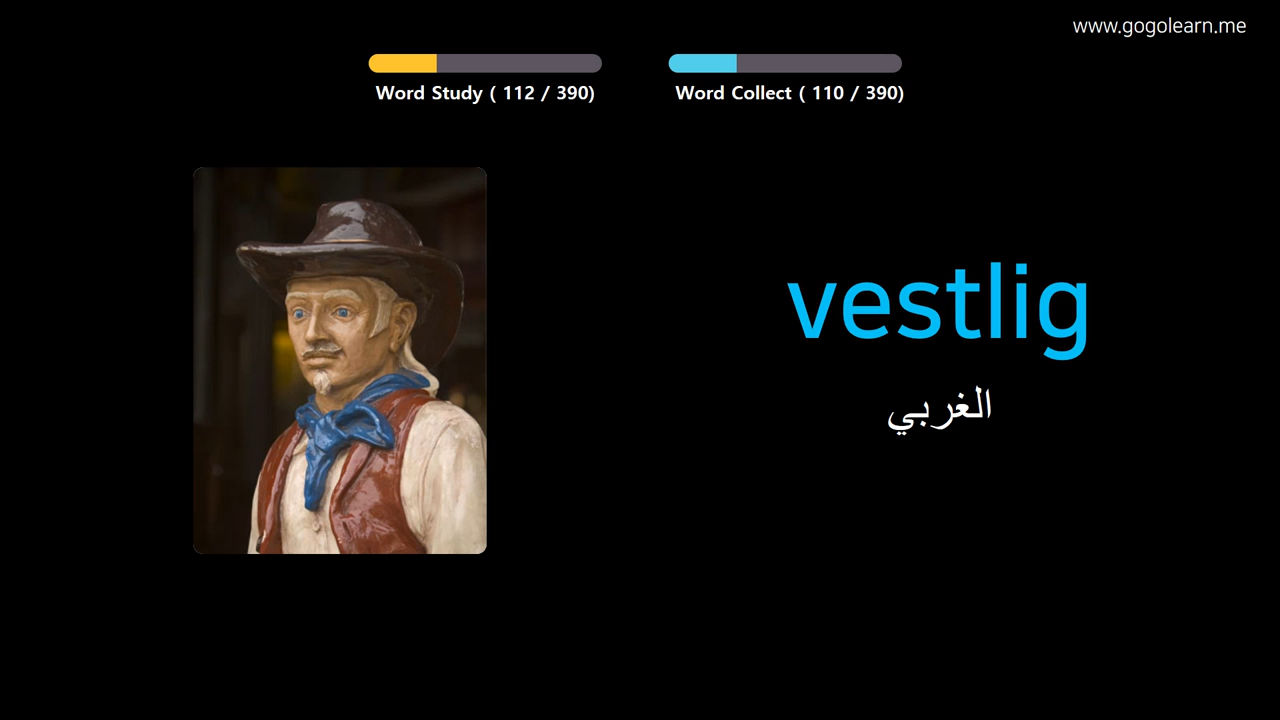 www.gogolearn.me
Word Study ( 112 / 390)
Word Collect ( 110 / 390)
vestlig
الغربي